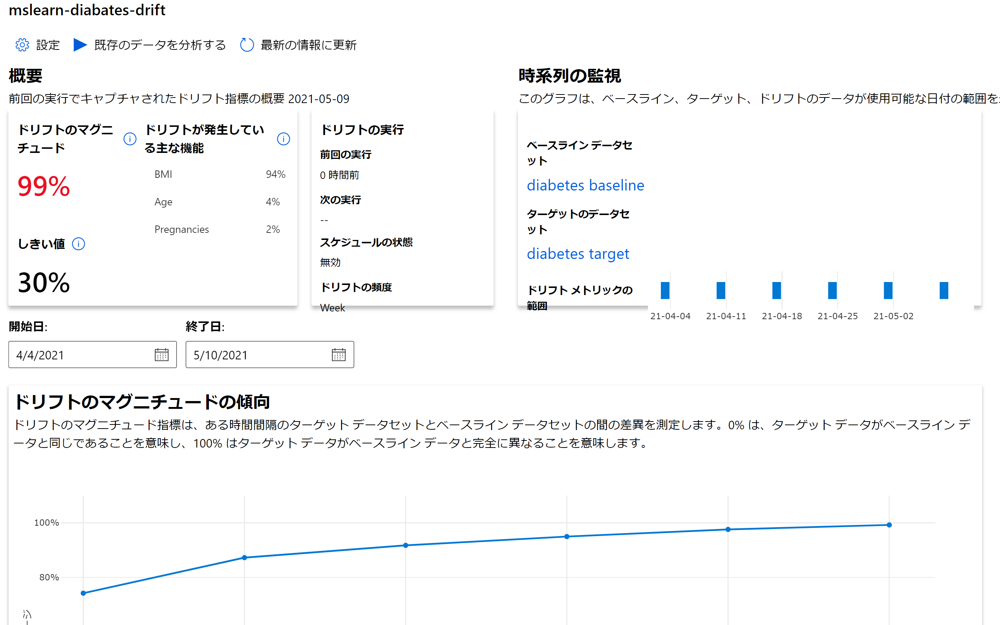 mslearn-diabates-drift
設定 既存のデータを分析する 最新の情報に更新
概要
前回の実行でキャプチャされたドリフト指標の概要 2021-05-09
ドリフトのマグニ
チュード
99%
しきい値
30%
ドリフトが発生してい
る主な機能
BMI 94%
Age 4%
Pregnancies 2%
ドリフトの実行
前回の実行
0 時間前
次の実行
--
スケジュールの状態
無効
ドリフトの頻度
Week
時系列の監視
このグラフは、ベースライン、ターゲット、ドリフトのデータが使用可能な日付の範囲を
ベースライン データセ
ット
diabetes baseline
ターゲットのデータセ
ット
diabetes target
ドリフト メトリックの
範囲
21-04-04 21-04-11 21-04-18 21-04-25 21-05-02
開始日: 終了日:
4/4/2021 5/10/2021
ドリフトのマグニチュードの傾向
ドリフトのマグニチュード指標は、ある時間間隔のターゲット データセットとベースライン データセットの間の差異を測定します。0% は、ターゲット データがベースライン デ
ータと同じであることを意味し、100% はターゲット データがベースライン データと完全に異なることを意味します。
100%
80%